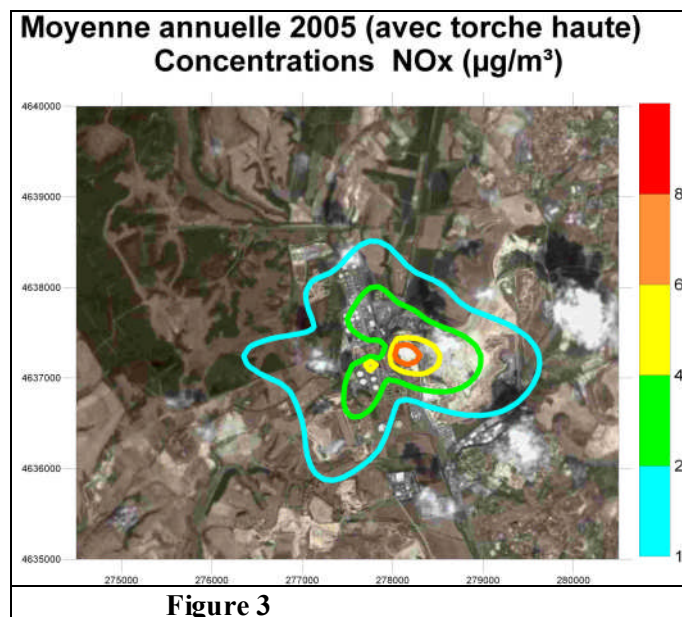 Moyenne annuelle 2005 (avec torche haute)
Concentrations NOx (µg/m³)
4640000
4639000
4638000
4637000
4636000
4635000
275000 276000 277000 278000 279000 280000
8
6
4
2
1
Figure 3